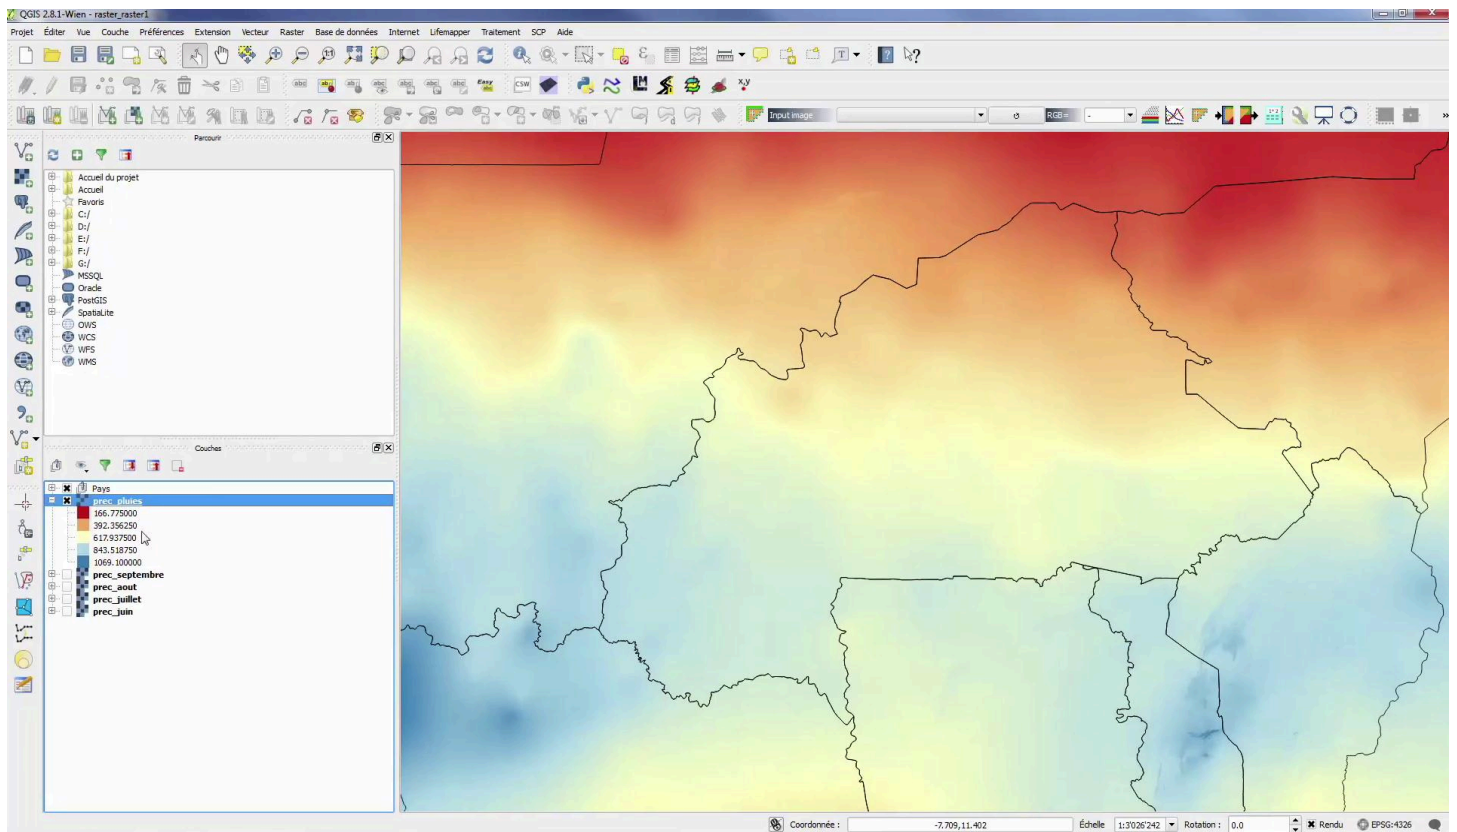 QGIS 2.8.1-Wien - raster_raster1
Projet Éditer Vue Couche Préférences Extension Vecteur Raster Base de données Internet Lifemapper Traitement SCP Aide
CSW
x,y
Input image RGB= -
Parcourir
Accueil du projet
Accueil
Favoris
C:/
D:/
E:/
F:/
G:/
MSSQL
Oracle
PostGIS
SpatiaLite
OWS
WCS
WFS
WMS
Couches
Pays
prec_pluies
166.775000
392.356250
617.937500
843.518750
1069.100000
prec_septembre
prec_aout
prec_juillet
prec_juin
Coordonnée : -7.709,11.402 Échelle 1:3'026'242 Rotation : 0.0 Rendu EPSG:4326